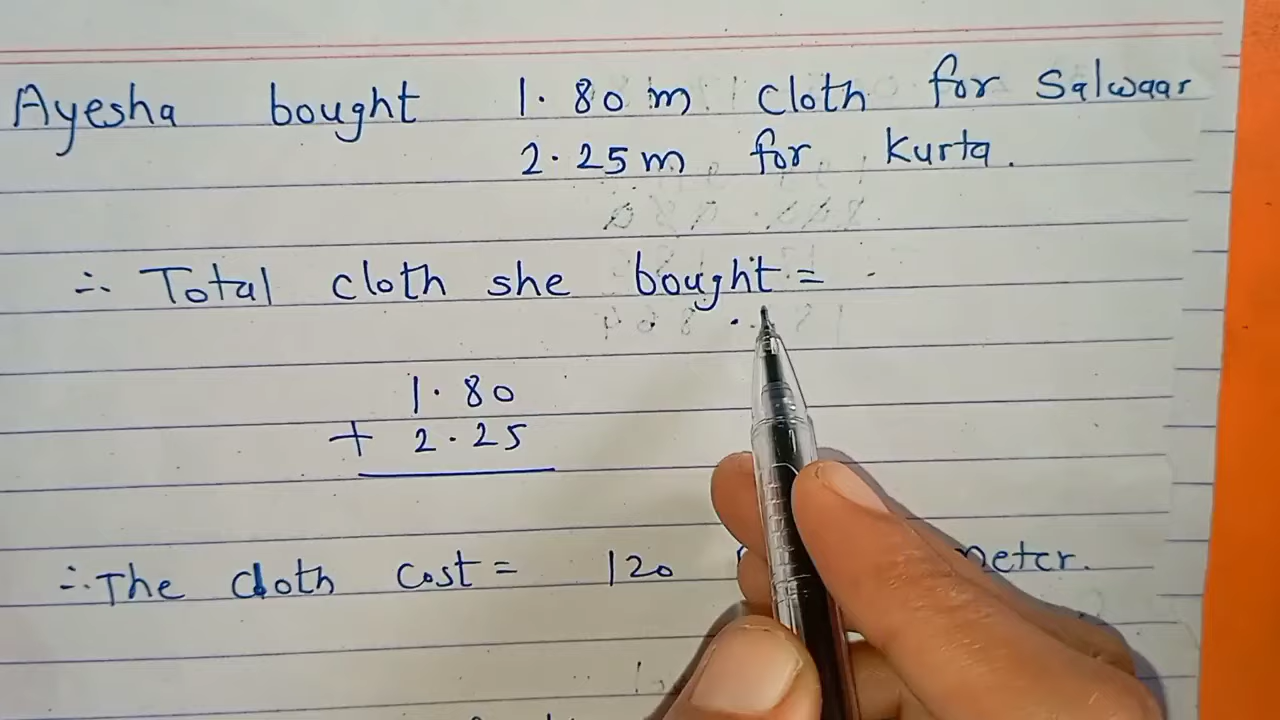 Ayesha bought 1.80 m cloth for Salwaar
2.25 m for Kurta.
∴ Total cloth she bought =
1.80
+ 2.25
∴ The cloth cost = 120 meter.